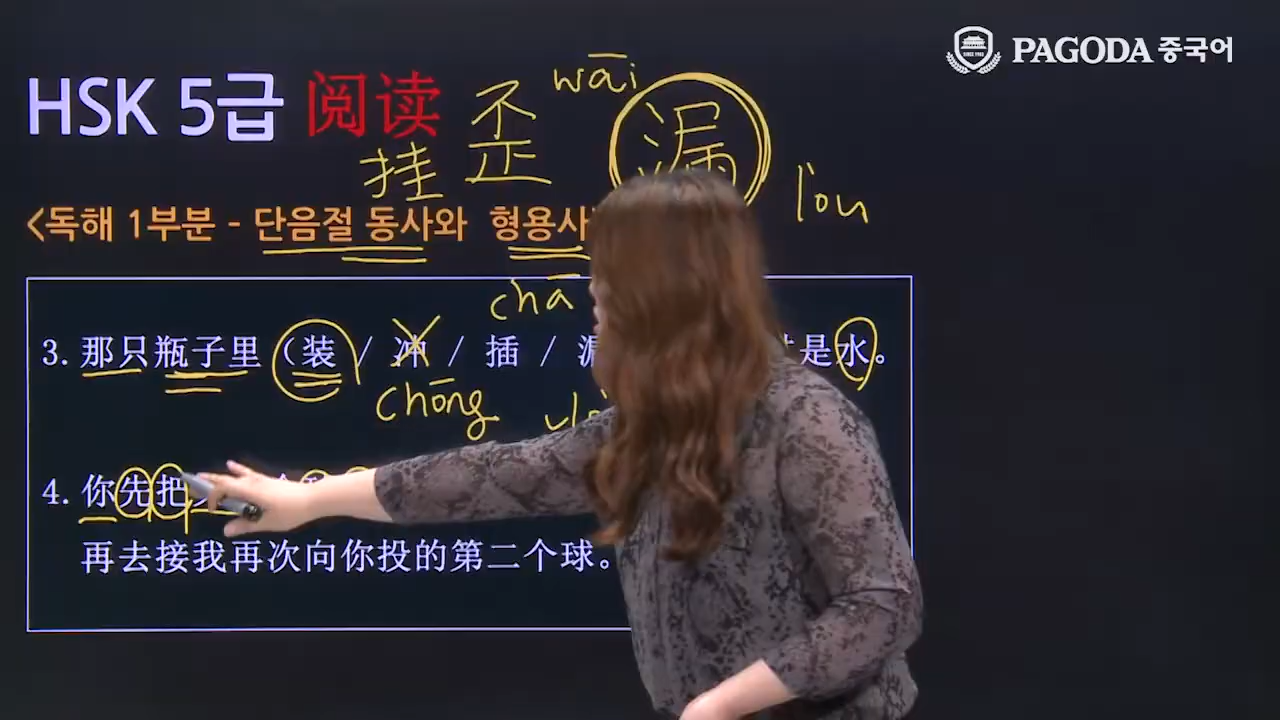 PAGODA 중국어
HSK 5급 阅读
wāi
歪
漏
挂
lòu
<독해 1부분 - 단음절 동사와 형용사
chā
3. 那只瓶子里（装 / 冲 / 插 / 是水。
chōng
4. 你先把
再去接我再次向你投的第二个球。